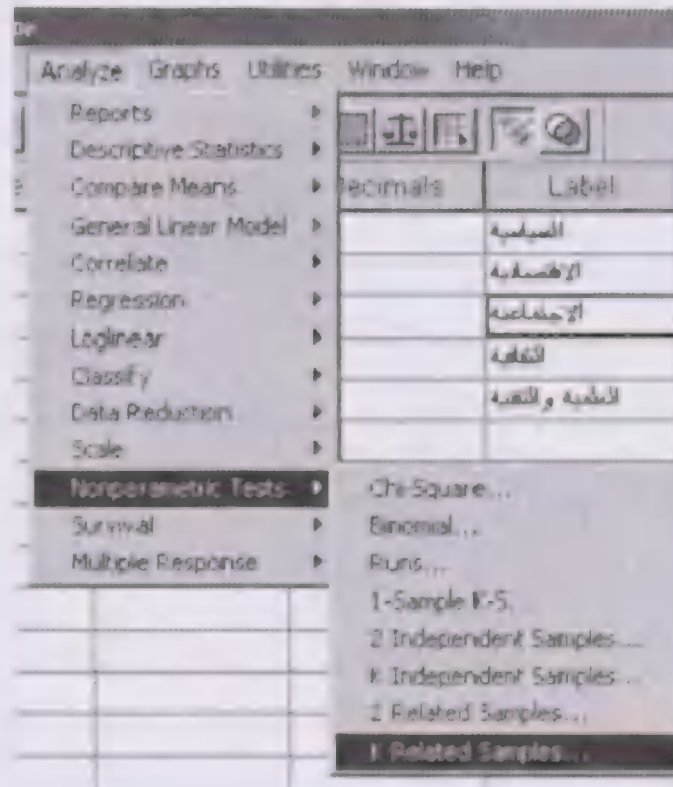 Analyze Graphs Utilities Window Help
Reports
Descriptive Statistics
Compare Means
General Linear Model
Correlate
Regression
Loglinear
Classify
Data Reduction
Scale
Nonparametric Tests
Survival
Multiple Response
Decimals Label
السياسية
الاقتصادية
الاجتماعية
الثقافية
العلمية والتقنية
Chi-Square...
Binomial...
Runs...
1-Sample K-S...
2 Independent Samples...
K Independent Samples...
2 Related Samples...
K Related Samples...